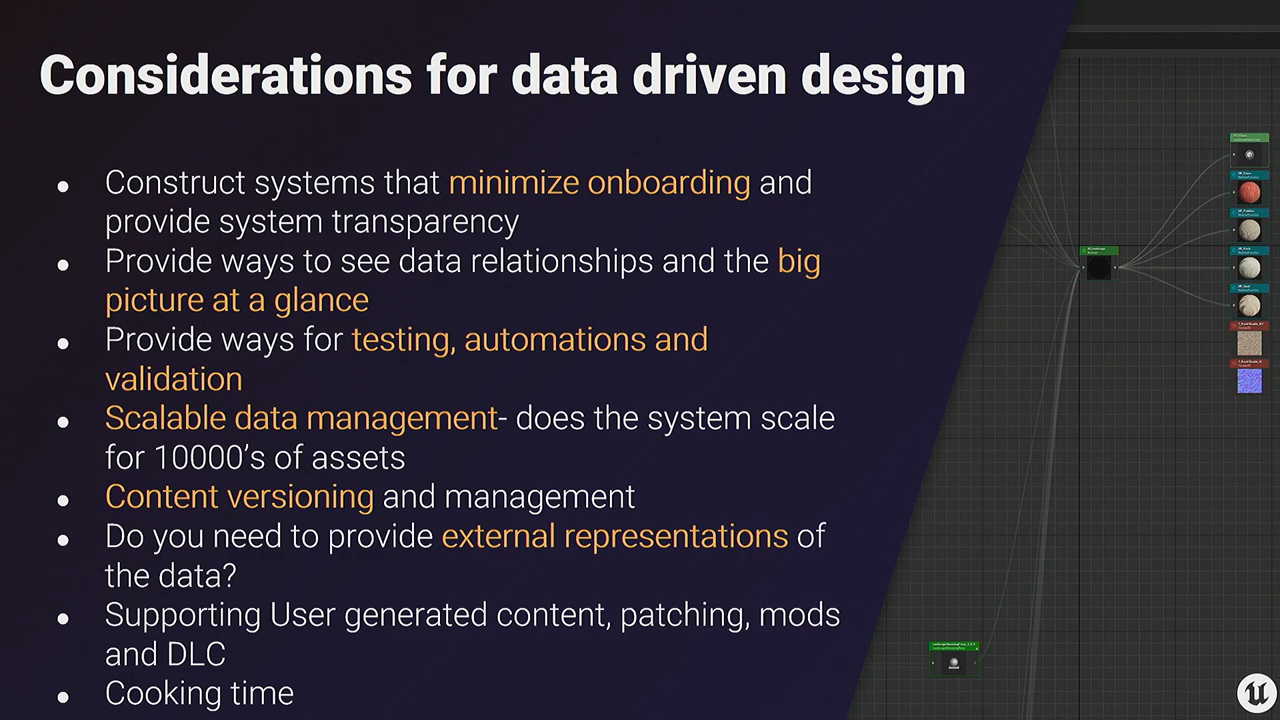 Considerations for data driven design
● Construct systems that minimize onboarding and
provide system transparency
● Provide ways to see data relationships and the big
picture at a glance
● Provide ways for testing, automations and
validation
● Scalable data management- does the system scale
for 10000's of assets
● Content versioning and management
● Do you need to provide external representations of
the data?
● Supporting User generated content, patching, mods
and DLC
● Cooking time